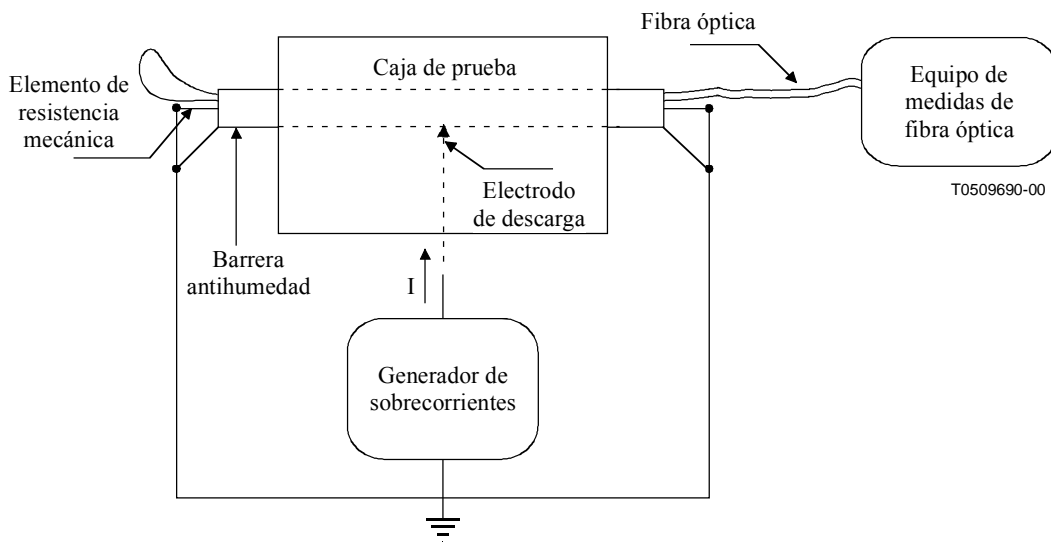 Fibra óptica
Caja de prueba
Elemento de
resistencia
mecánica
Equipo de
medidas de
fibra óptica
T0509690-00
Electrodo
de descarga
Barrera
antihumedad
I
Generador de
sobrecorrientes